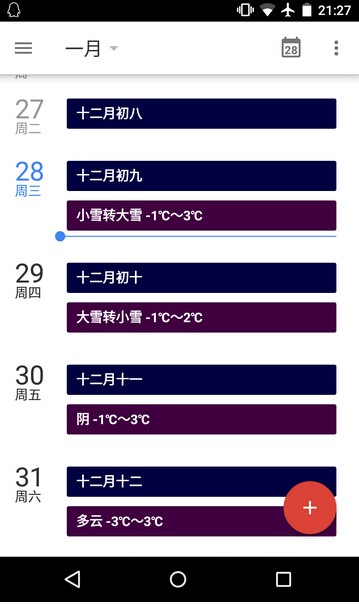 21:27
一月
28
27
周二
十二月初八
28
周三
十二月初九
小雪转大雪 -1℃～3℃
29
周四
十二月初十
大雪转小雪 -1℃～2℃
30
周五
十二月十一
阴 -1℃～3℃
31
周六
十二月十二
多云 -3℃～3℃